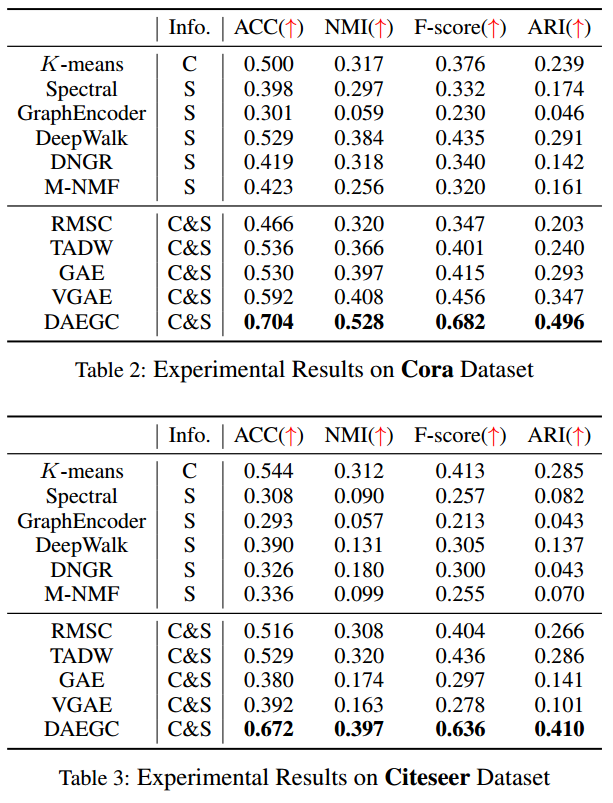 Info. ACC(↑) NMI(↑) F-score(↑) ARI(↑)
K-means C 0.500 0.317 0.376 0.239
Spectral S 0.398 0.297 0.332 0.174
GraphEncoder S 0.301 0.059 0.230 0.046
DeepWalk S 0.529 0.384 0.435 0.291
DNGR S 0.419 0.318 0.340 0.142
M-NMF S 0.423 0.256 0.320 0.161
RMSC C&S 0.466 0.320 0.347 0.203
TADW C&S 0.536 0.366 0.401 0.240
GAE C&S 0.530 0.397 0.415 0.293
VGAE C&S 0.592 0.408 0.456 0.347
DAEGC C&S 0.704 0.528 0.682 0.496
Table 2: Experimental Results on Cora Dataset
Info. ACC(↑) NMI(↑) F-score(↑) ARI(↑)
K-means C 0.544 0.312 0.413 0.285
Spectral S 0.308 0.090 0.257 0.082
GraphEncoder S 0.293 0.057 0.213 0.043
DeepWalk S 0.390 0.131 0.305 0.137
DNGR S 0.326 0.180 0.300 0.043
M-NMF S 0.336 0.099 0.255 0.070
RMSC C&S 0.516 0.308 0.404 0.266
TADW C&S 0.529 0.320 0.436 0.286
GAE C&S 0.380 0.174 0.297 0.141
VGAE C&S 0.392 0.163 0.278 0.101
DAEGC C&S 0.672 0.397 0.636 0.410
Table 3: Experimental Results on Citeseer Dataset